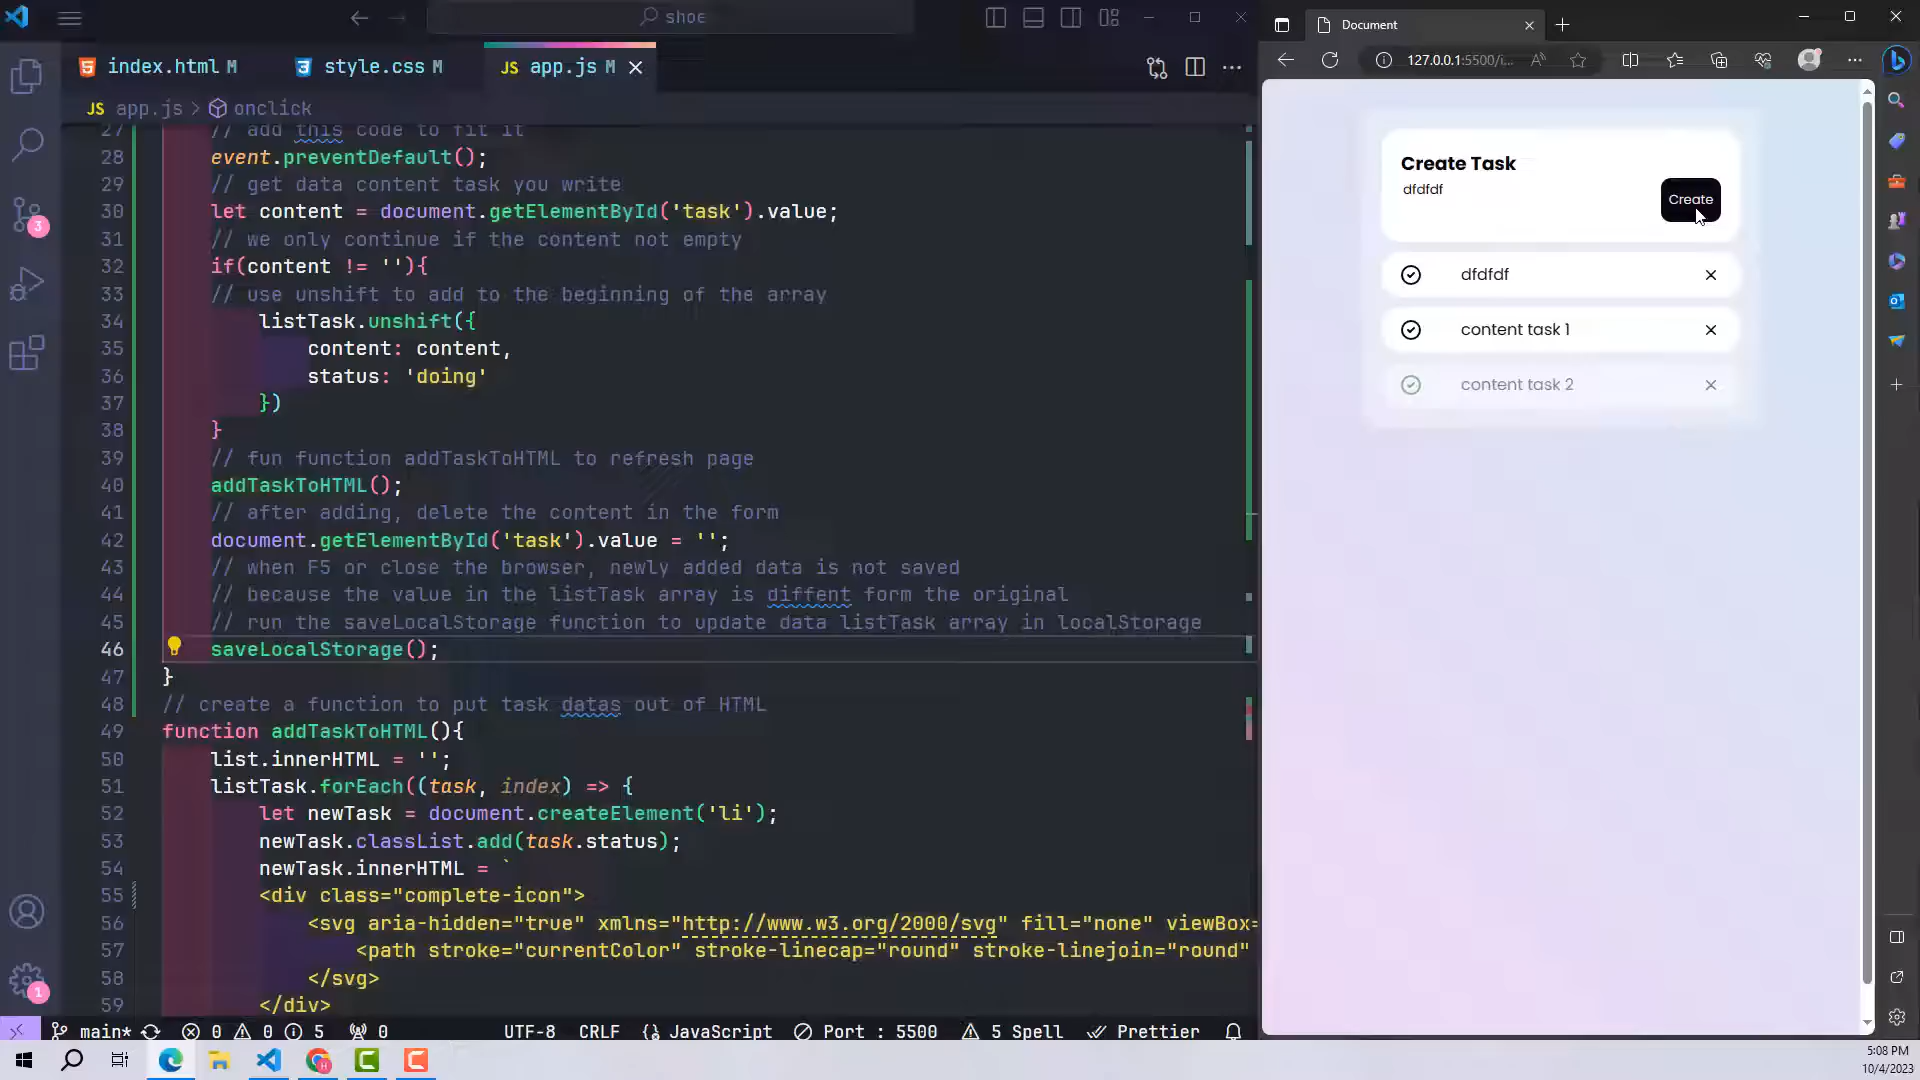 shoe
index.html M
style.css M
JS app.js M
JS app.js > onclick
27 // add this code to fit it
28 event.preventDefault();
29 // get data content task you write
30 let content = document.getElementById('task').value;
31 // we only continue if the content not empty
32 if(content != ''){
33 // use unshift to add to the beginning of the array
34 listTask.unshift({
35 content: content,
36 status: 'doing'
37 })
38 }
39 // fun function addTaskToHTML to refresh page
40 addTaskToHTML();
41 // after adding, delete the content in the form
42 document.getElementById('task').value = '';
43 // when F5 or close the browser, newly added data is not saved
44 // because the value in the listTask array is diffent form the original
45 // run the saveLocalStorage function to update data listTask array in localStorage
46 saveLocalStorage();
47 }
48 // create a function to put task datas out of HTML
49 function addTaskToHTML(){
50 list.innerHTML = '';
51 listTask.forEach((task, index) => {
52 let newTask = document.createElement('li');
53 newTask.classList.add(task.status);
54 newTask.innerHTML = `
55 <div class="complete-icon">
56 <svg aria-hidden="true" xmlns="http://www.w3.org/2000/svg" fill="none" viewBox=
57 <path stroke="currentColor" stroke-linecap="round" stroke-linejoin="round"
58 </svg>
59 </div>
3
1
main* 0 0 5 0 UTF-8 CRLF {} JavaScript Port : 5500 5 Spell Prettier
Document
127.0.0.1:5500/i...
Create Task
dfdfdf
Create
dfdfdf
content task 1
content task 2
5:08 PM
10/4/2023